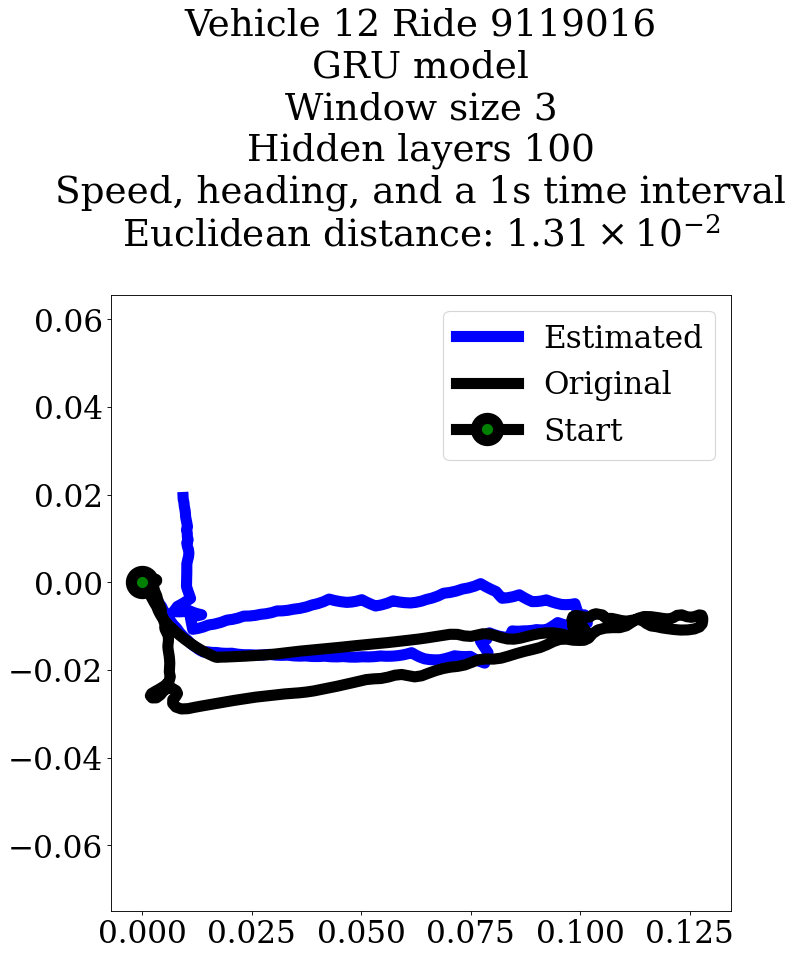 Vehicle 12 Ride 9119016
GRU model
Window size 3
Hidden layers 100
Speed, heading, and a 1s time interval
Euclidean distance: 1.31 × 10⁻²
Estimated
Original
Start
0.06
0.04
0.02
0.00
−0.02
−0.04
−0.06
0.000 0.025 0.050 0.075 0.100 0.125